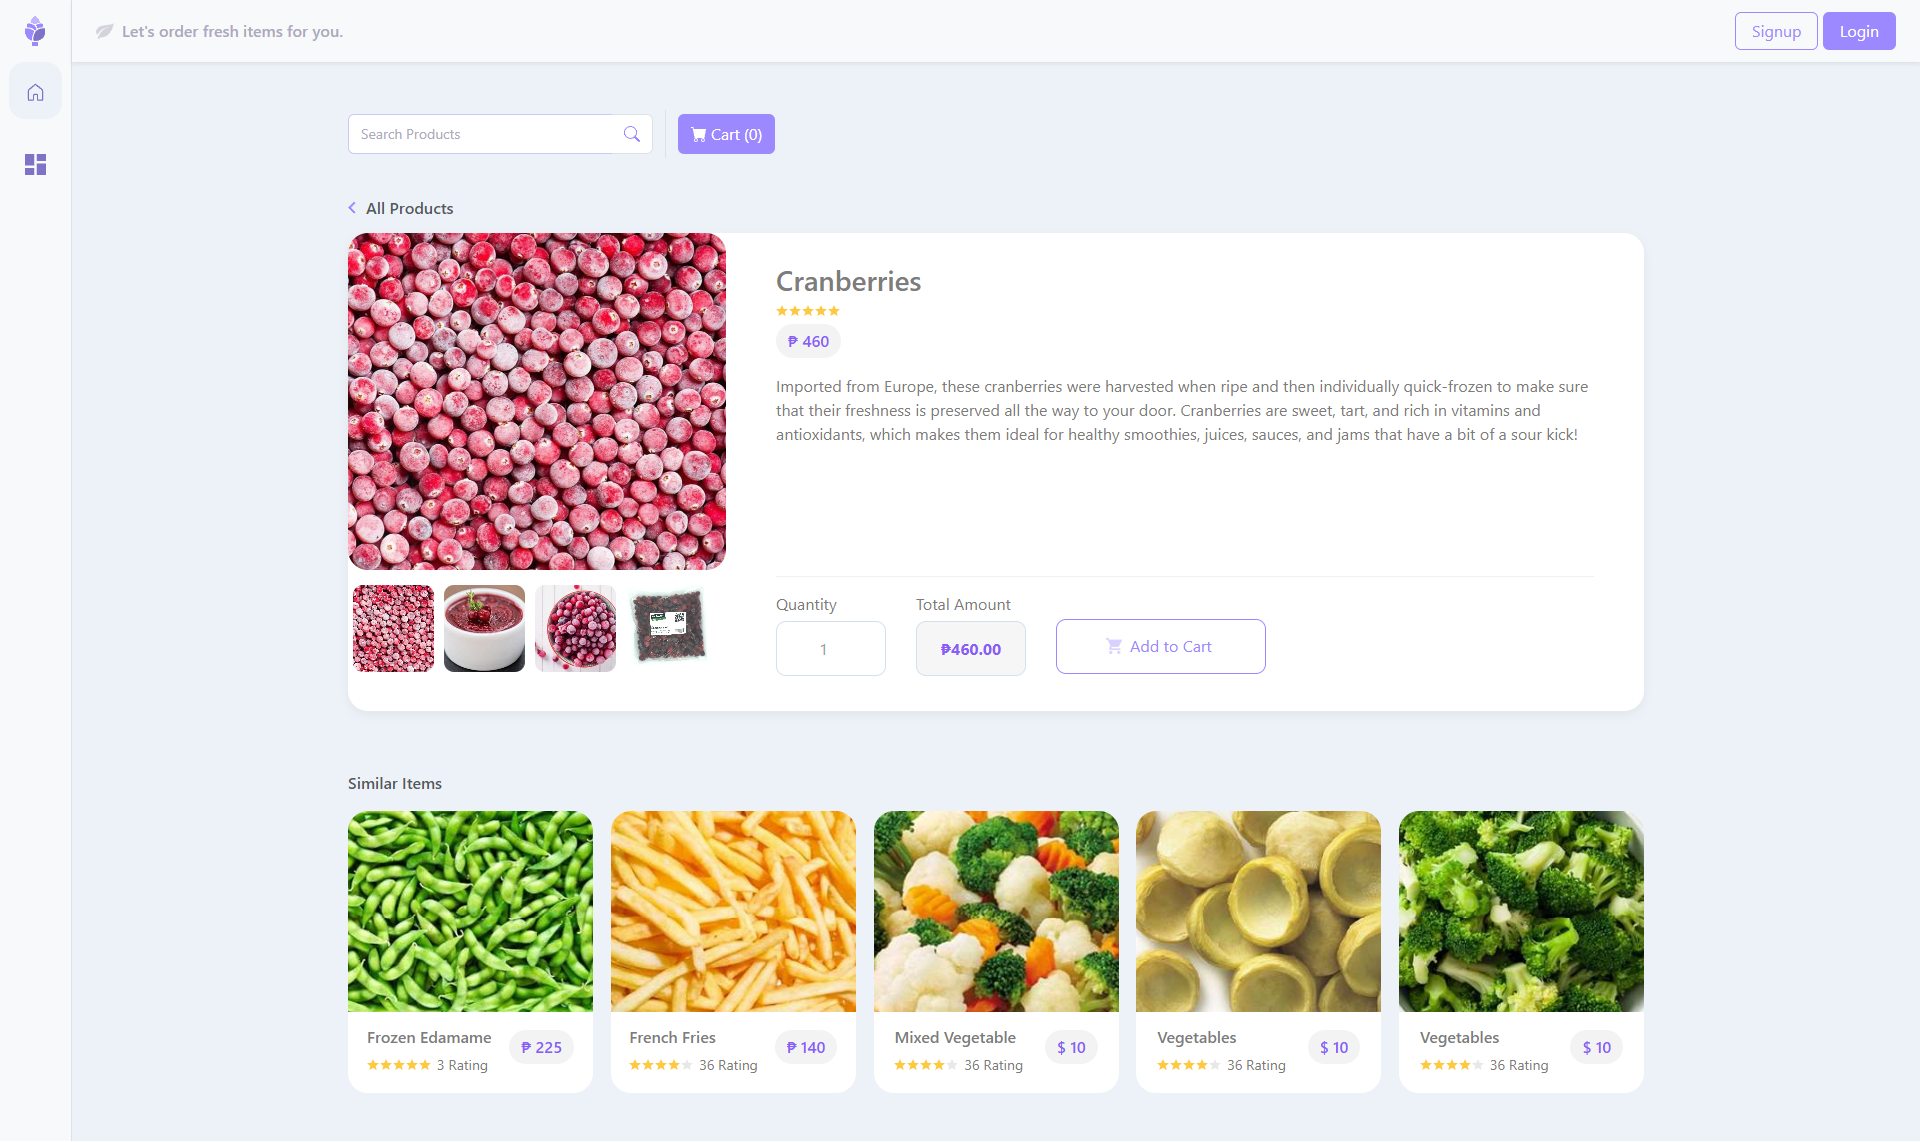 Let's order fresh items for you.
Signup
Login
Search Products
Cart (0)
All Products
Cranberries
₱ 460
Imported from Europe, these cranberries were harvested when ripe and then individually quick-frozen to make sure
that their freshness is preserved all the way to your door. Cranberries are sweet, tart, and rich in vitamins and
antioxidants, which makes them ideal for healthy smoothies, juices, sauces, and jams that have a bit of a sour kick!
Quantity
Total Amount
1
₱460.00
Add to Cart
Similar Items
Frozen Edamame
₱ 225
3 Rating
French Fries
₱ 140
36 Rating
Mixed Vegetable
$ 10
36 Rating
Vegetables
$ 10
36 Rating
Vegetables
$ 10
36 Rating